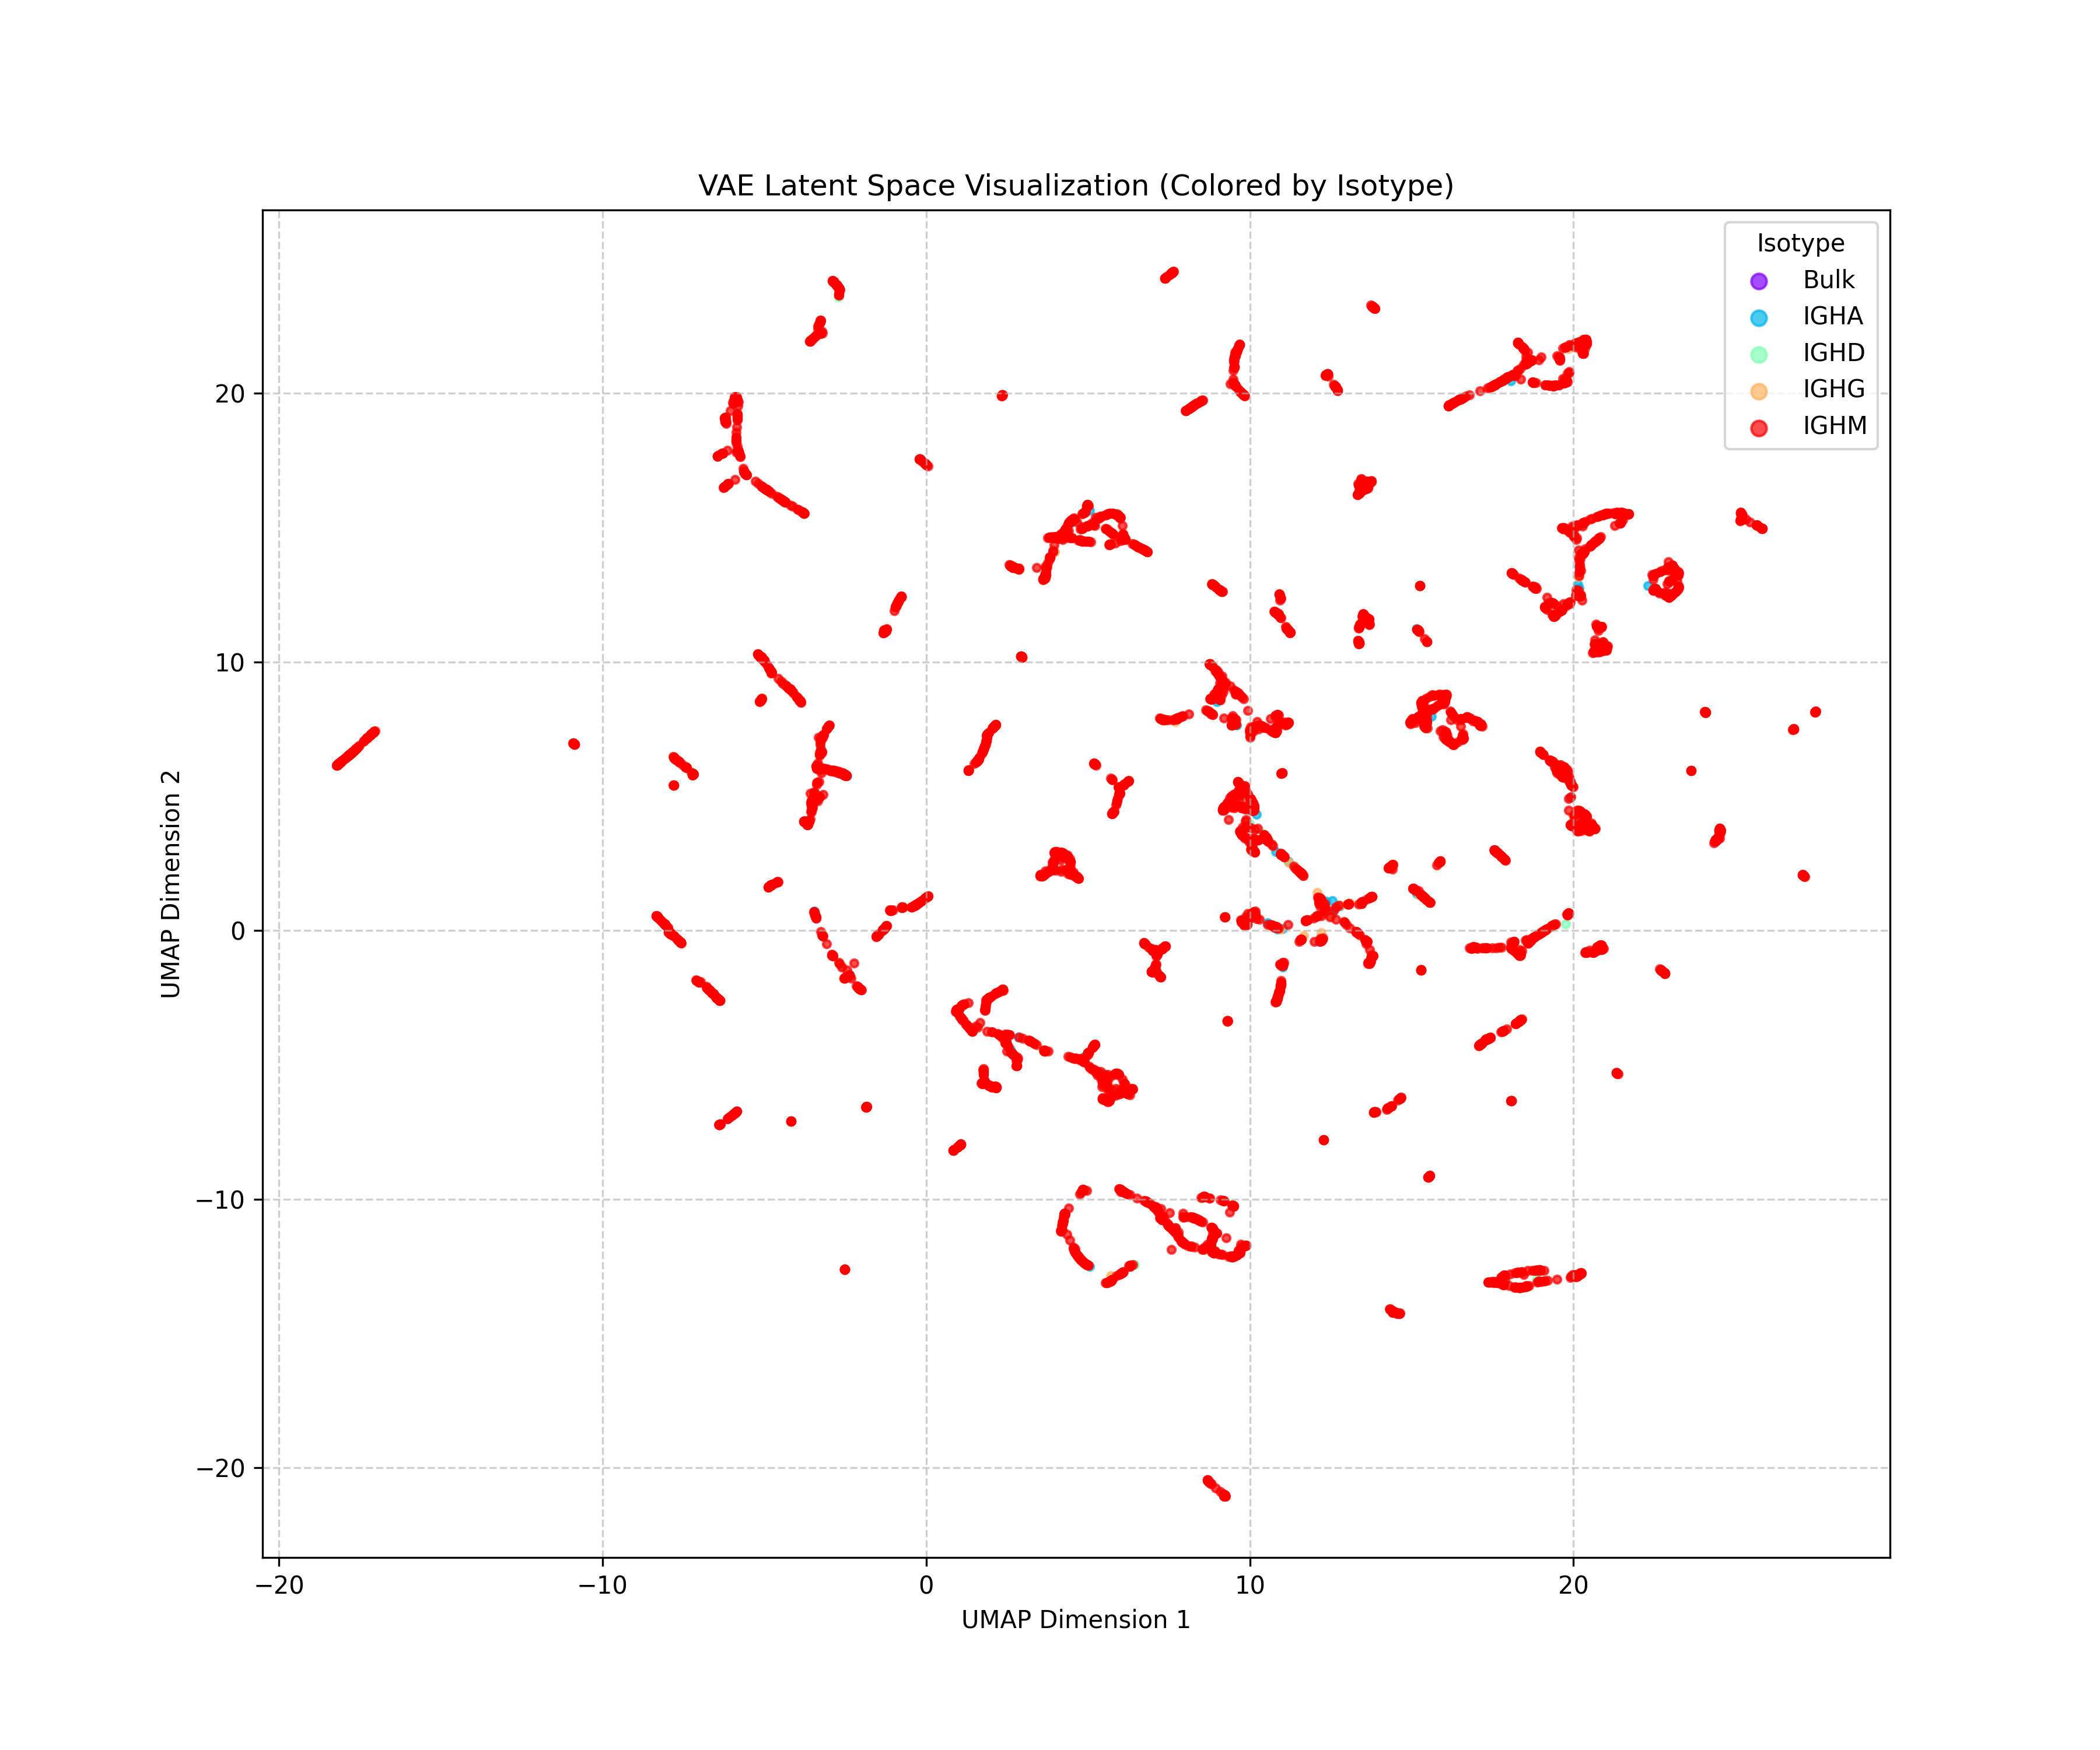 VAE Latent Space Visualization (Colored by Isotype)
Isotype
Bulk
IGHA
IGHD
IGHG
IGHM
20
10
0
−10
−20
UMAP Dimension 2
−20
−10
0
10
20
UMAP Dimension 1